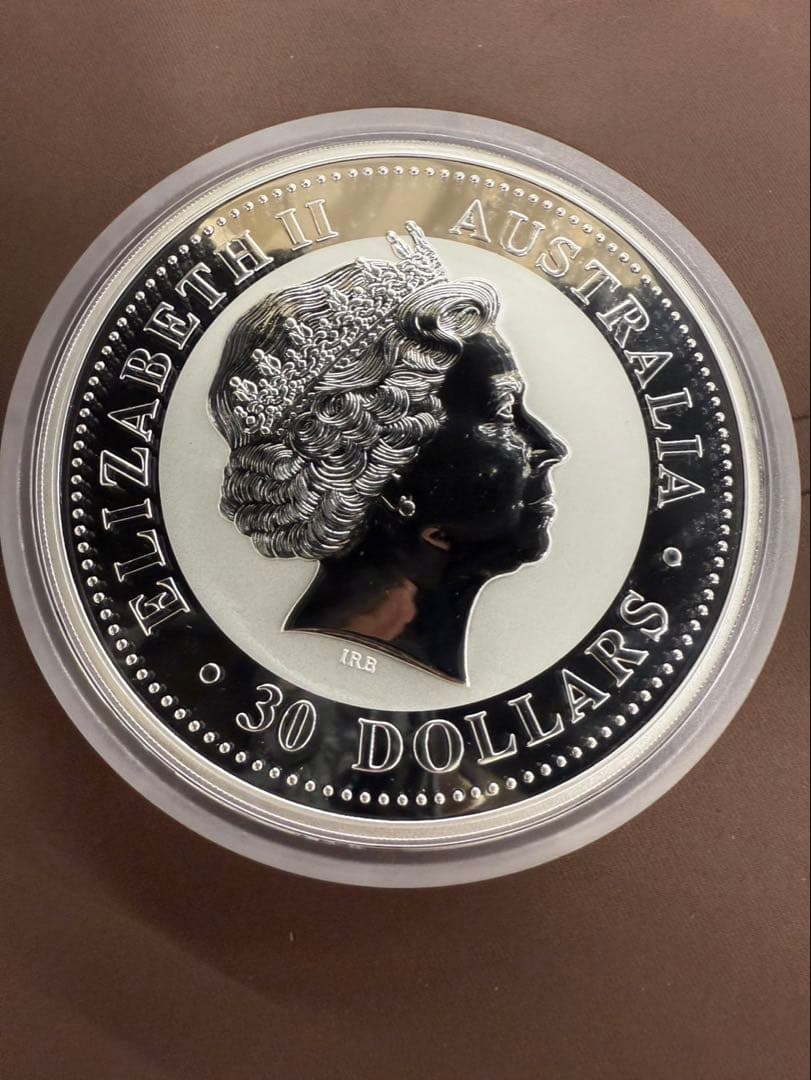 ELIZABETH II AUSTRALIA
• 30 DOLLARS •
IRB